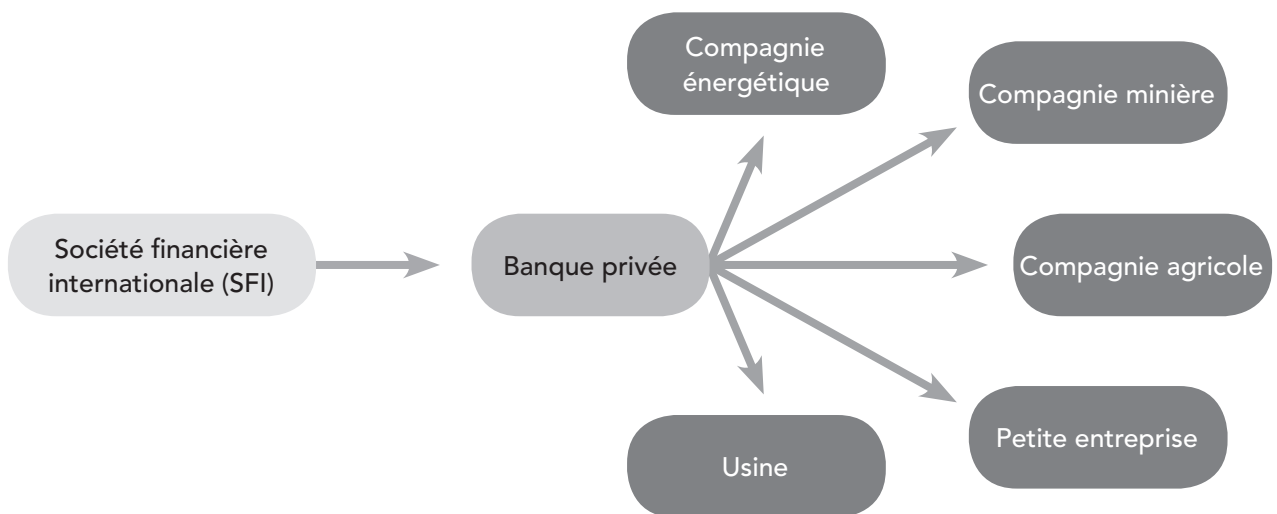 Compagnie
énergétique
Compagnie minière
Société financière
internationale (SFI)
Banque privée
Compagnie agricole
Petite entreprise
Usine